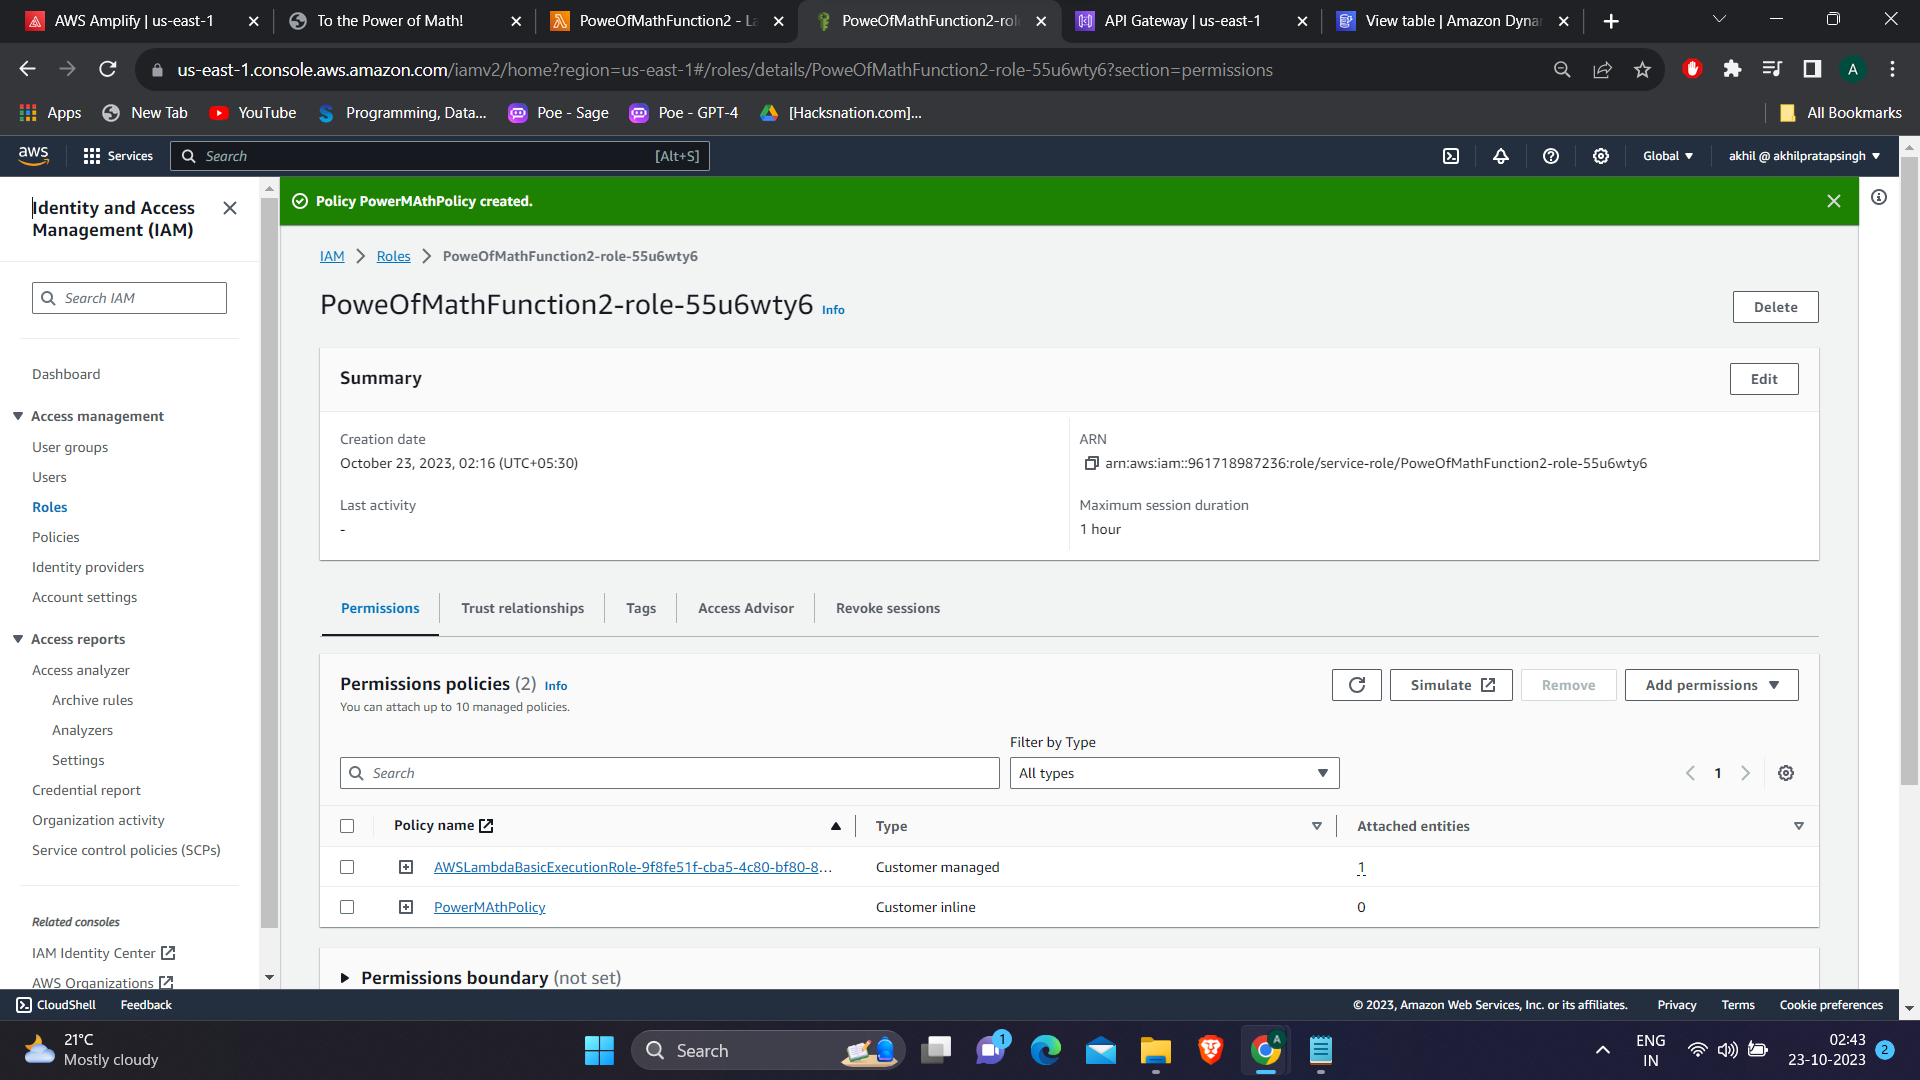 AWS Amplify | us-east-1
To the Power of Math!
PoweOfMathFunction2 - La
PoweOfMathFunction2-rol
API Gateway | us-east-1
View table | Amazon Dyna
us-east-1.console.aws.amazon.com/iamv2/home?region=us-east-1#/roles/details/PoweOfMathFunction2-role-55u6wty6?section=permissions
A
Apps
New Tab
YouTube
Programming, Data...
Poe - Sage
Poe - GPT-4
[Hacksnation.com]...
All Bookmarks
aws
Services
Search
[Alt+S]
Global
akhil @ akhilpratapsingh
Identity and Access
Management (IAM)
Search IAM
Dashboard
Access management
User groups
Users
Roles
Policies
Identity providers
Account settings
Access reports
Access analyzer
Archive rules
Analyzers
Settings
Credential report
Organization activity
Service control policies (SCPs)
Related consoles
IAM Identity Center
AWS Organizations
Policy PowerMAthPolicy created.
IAM
Roles
PoweOfMathFunction2-role-55u6wty6
PoweOfMathFunction2-role-55u6wty6
Info
Delete
Summary
Edit
Creation date
October 23, 2023, 02:16 (UTC+05:30)
ARN
arn:aws:iam::961718987236:role/service-role/PoweOfMathFunction2-role-55u6wty6
Last activity
-
Maximum session duration
1 hour
Permissions
Trust relationships
Tags
Access Advisor
Revoke sessions
Permissions policies (2)
Info
You can attach up to 10 managed policies.
Simulate
Remove
Add permissions
Filter by Type
Search
All types
1
Policy name
Type
Attached entities
AWSLambdaBasicExecutionRole-9f8fe51f-cba5-4c80-bf80-8...
Customer managed
1
PowerMAthPolicy
Customer inline
0
Permissions boundary (not set)
CloudShell
Feedback
© 2023, Amazon Web Services, Inc. or its affiliates.
Privacy
Terms
Cookie preferences
21°C
Mostly cloudy
Search
1
A
ENG
IN
02:43
23-10-2023
2